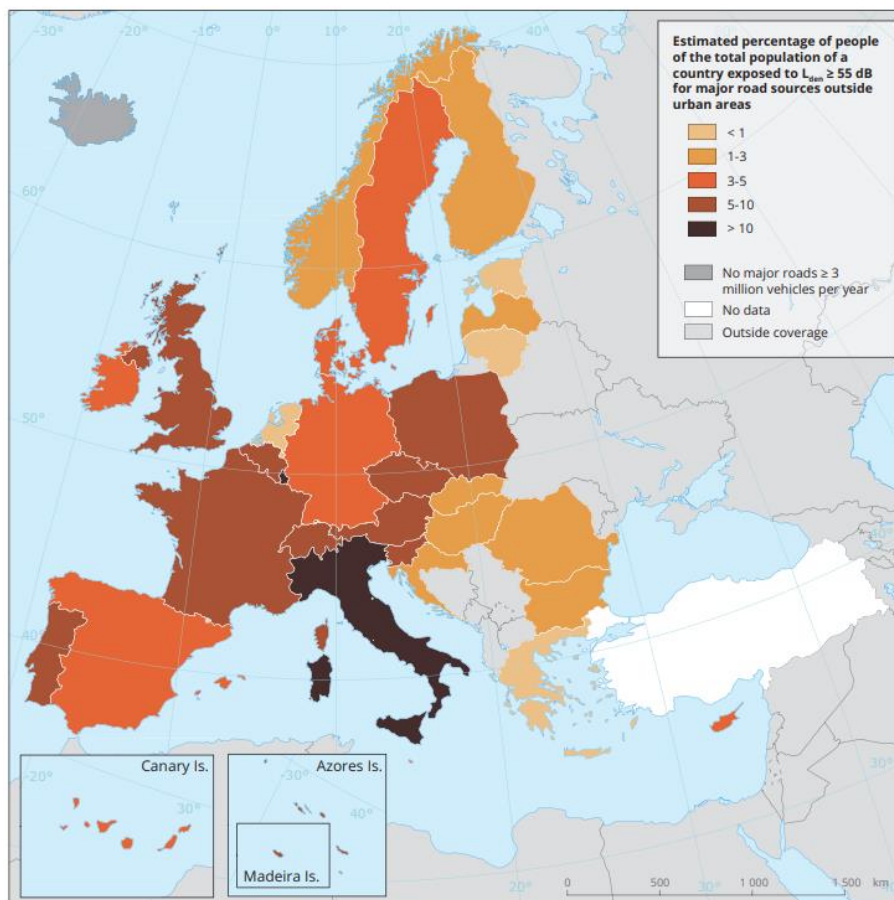 -30°
-20°
-10°
0°
10°
20°
30°
40°
50°
60°
Estimated percentage of people
of the total population of a
country exposed to Lden ≥ 55 dB
for major road sources outside
urban areas
< 1
1-3
3-5
5-10
> 10
No major roads ≥ 3
million vehicles per year
No data
Outside coverage
60°
50°
40°
40°
30°
Canary Is.
-20°
30°
Azores Is.
-30°
40°
Madeira Is.
20°
30°
0 500 1 000 1 500 km